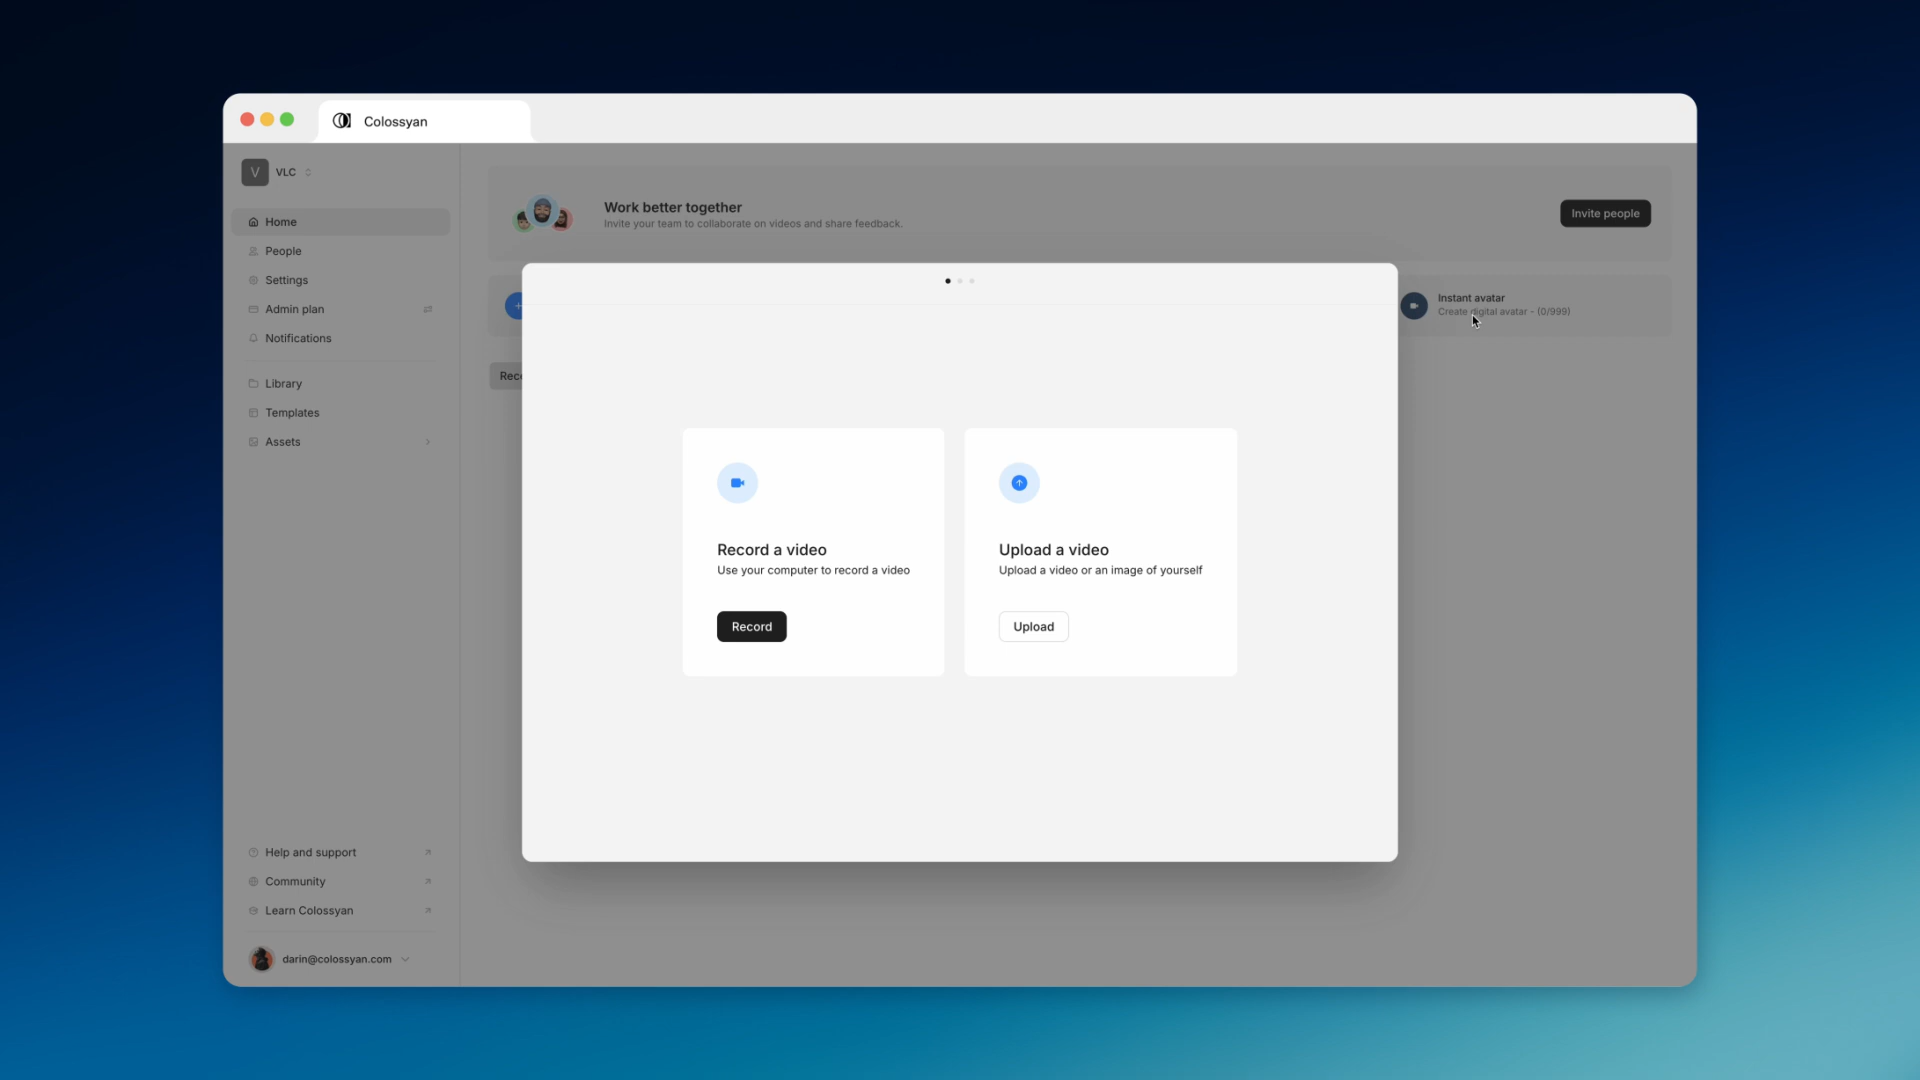 Colossyan
V VLC
Home
People
Settings
Admin plan
Notifications
Library
Templates
Assets
Help and support
Community
Learn Colossyan
darin@colossyan.com
Work better together
Invite your team to collaborate on videos and share feedback.
Invite people
Instant avatar
Create digital avatar - (0/999)
Rec
Record a video
Use your computer to record a video
Record
Upload a video
Upload a video or an image of yourself
Upload